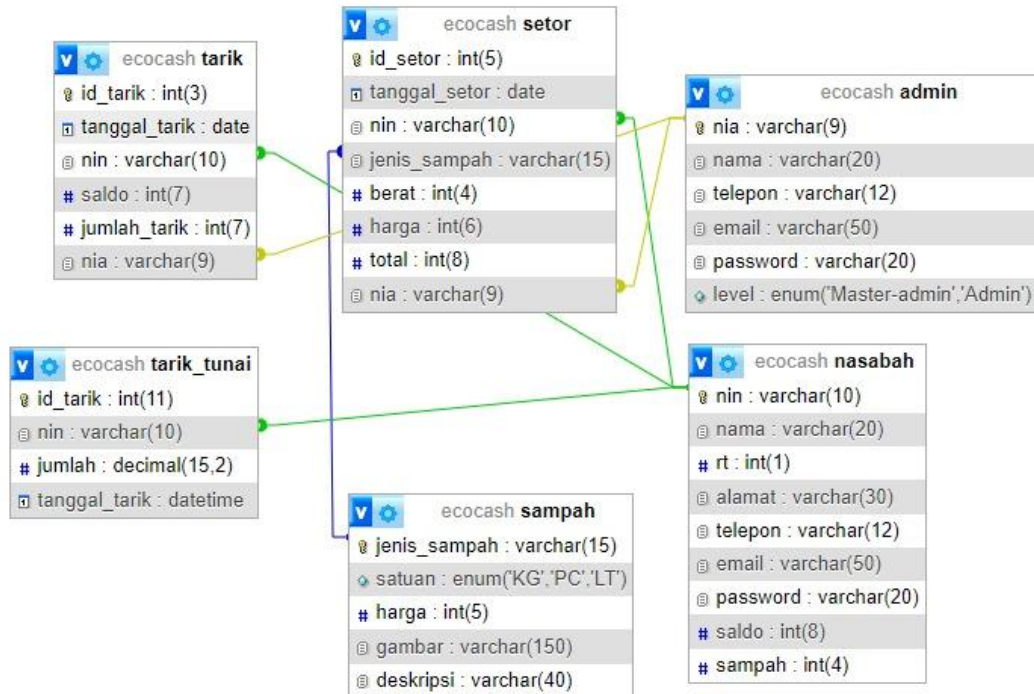 ecocash tarik
id_tarik : int(3)
tanggal_tarik : date
nin : varchar(10)
saldo : int(7)
jumlah_tarik : int(7)
nia : varchar(9)
ecocash setor
id_setor : int(5)
tanggal_setor : date
nin : varchar(10)
jenis_sampah : varchar(15)
berat : int(4)
harga : int(6)
total : int(8)
nia : varchar(9)
ecocash admin
nia : varchar(9)
nama : varchar(20)
telepon : varchar(12)
email : varchar(50)
password : varchar(20)
level : enum('Master-admin','Admin')
ecocash tarik_tunai
id_tarik : int(11)
nin : varchar(10)
jumlah : decimal(15,2)
tanggal_tarik : datetime
ecocash sampah
jenis_sampah : varchar(15)
satuan : enum('KG','PC','LT')
harga : int(5)
gambar : varchar(150)
deskripsi : varchar(40)
ecocash nasabah
nin : varchar(10)
nama : varchar(20)
rt : int(1)
alamat : varchar(30)
telepon : varchar(12)
email : varchar(50)
password : varchar(20)
saldo : int(8)
sampah : int(4)